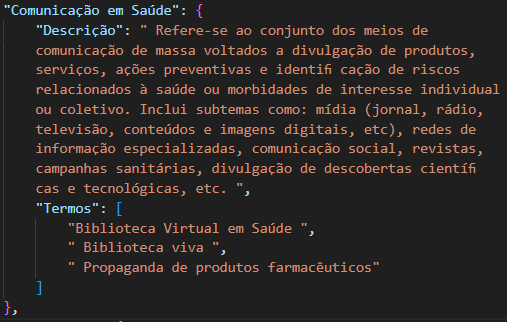 "Comunicação em Saúde": {
"Descrição": " Refere-se ao conjunto dos meios de
comunicação de massa voltados a divulgação de produtos,
serviços, ações preventivas e identifi cação de riscos
relacionados à saúde ou morbidades de interesse individual
ou coletivo. Inclui subtemas como: mídia (jornal, rádio,
televisão, conteúdos e imagens digitais, etc), redes de
informação especializadas, comunicação social, revistas,
campanhas sanitárias, divulgação de descobertas científi
cas e tecnológicas, etc. ",
"Termos": [
"Biblioteca Virtual em Saúde ",
" Biblioteca viva ",
" Propaganda de produtos farmacêuticos"
]
},